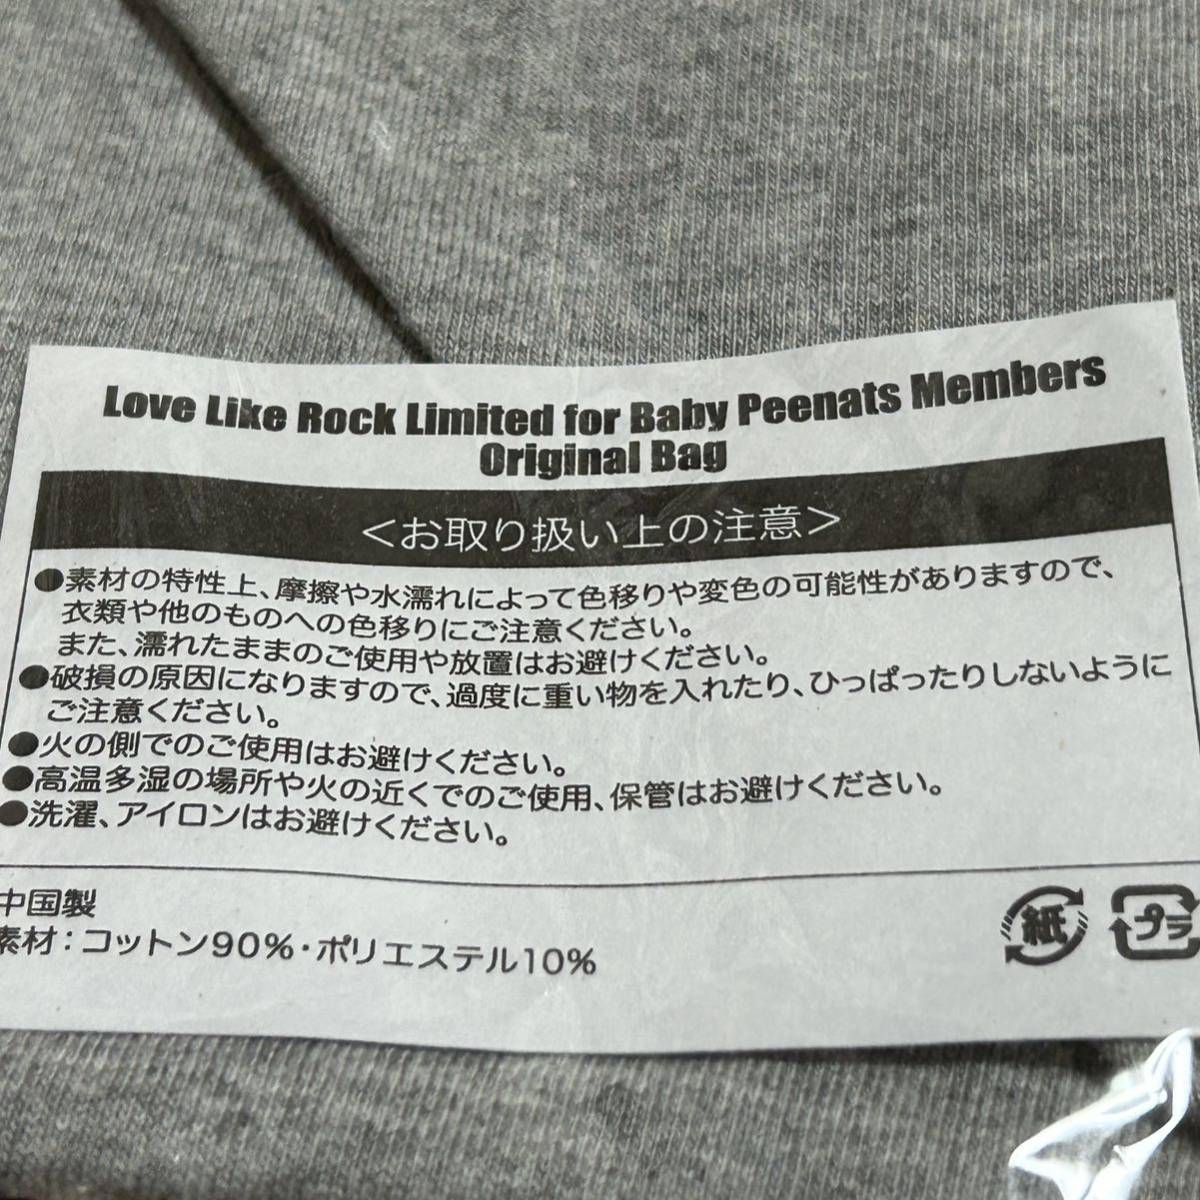 Love Like Rock Limited for Baby Peenats Members
Original Bag
＜お取り扱い上の注意＞
●素材の特性上、摩擦や水濡れによって色移りや変色の可能性がありますので、
衣類や他のものへの色移りにご注意ください。
また、濡れたままのご使用や放置はお避けください。
●破損の原因になりますので、過度に重い物を入れたり、ひっぱったりしないように
ご注意ください。
●火の側でのご使用はお避けください。
●高温多湿の場所や火の近くでのご使用、保管はお避けください。
●洗濯、アイロンはお避けください。
中国製
素材：コットン90%・ポリエステル10%
紙 プラ